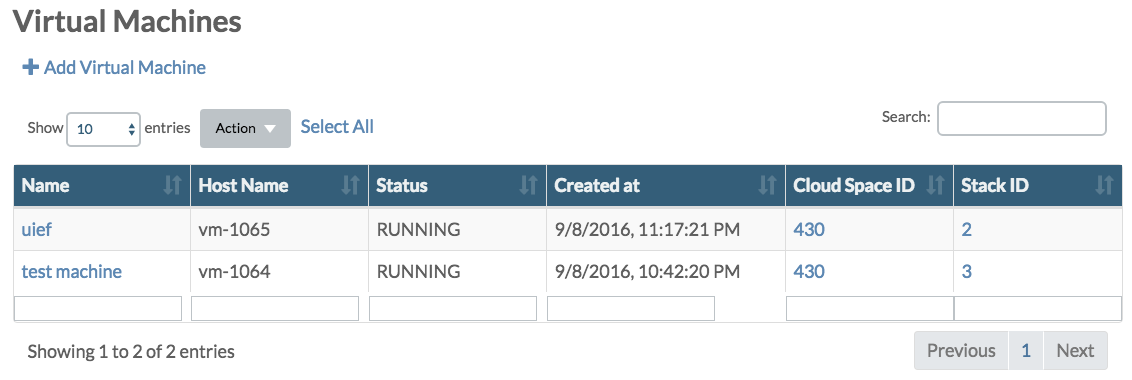 Virtual Machines
Add Virtual Machine
Show 10 entries Action Select All Search:
Name Host Name Status Created at Cloud Space ID Stack ID
uief vm-1065 RUNNING 9/8/2016, 11:17:21 PM 430 2
test machine vm-1064 RUNNING 9/8/2016, 10:42:20 PM 430 3
Showing 1 to 2 of 2 entries Previous 1 Next